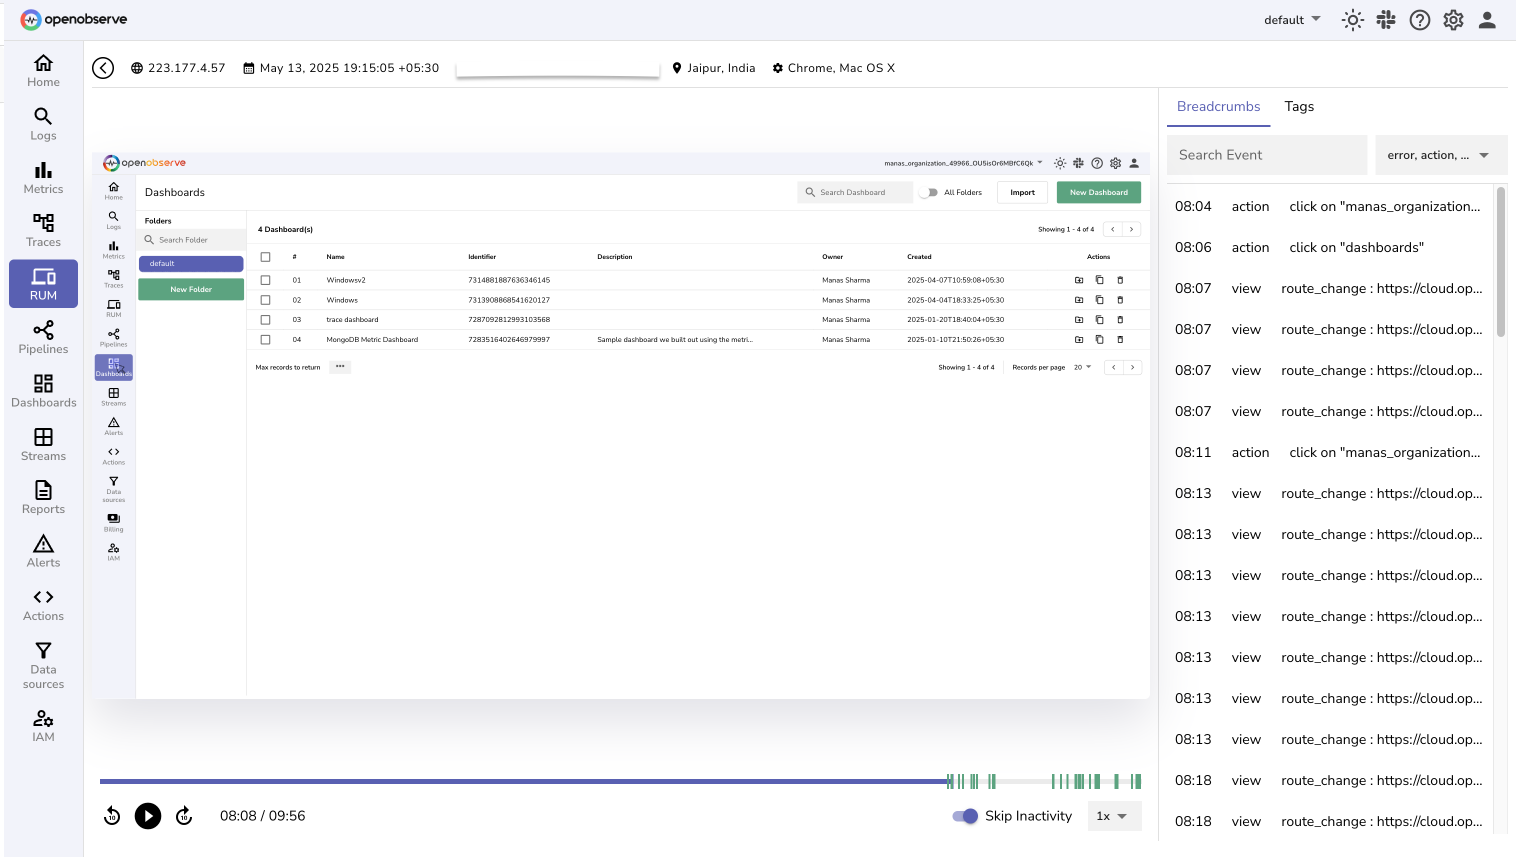 openobserve
default
Home
Logs
Metrics
Traces
RUM
Pipelines
Dashboards
Streams
Reports
Alerts
Actions
Data
sources
IAM
223.177.4.57
May 13, 2025 19:15:05 +05:30
Jaipur, India
Chrome, Mac OS X
openobserve
manas_organization_49966_OU5isOr6MBfC6Qk
Home
Logs
Metrics
Traces
RUM
Pipelines
Dashboards
Streams
Alerts
Actions
Data
sources
Billing
IAM
Dashboards
Search Dashboard
All Folders
Import
New Dashboard
Folders
Search Folder
default
New Folder
4 Dashboard(s)
Showing 1 - 4 of 4
# Name Identifier Description Owner Created Actions
01 Windowsv2 7314881887636346145 Manas Sharma 2025-04-07T10:59:08+05:30
02 Windows 7313908868541620127 Manas Sharma 2025-04-04T18:33:25+05:30
03 trace dashboard 7287092812993103568 Manas Sharma 2025-01-20T18:40:04+05:30
04 MongoDB Metric Dashboard 7283516402646979997 Sample dashboard we built out using the metri... Manas Sharma 2025-01-10T21:50:26+05:30
Max records to return
Showing 1 - 4 of 4
Records per page 20
10
10
08:08 / 09:56
Skip Inactivity
1x
Breadcrumbs
Tags
Search Event
error, action, ...
08:04 action click on "manas_organization...
08:06 action click on "dashboards"
08:07 view route_change : https://cloud.op...
08:07 view route_change : https://cloud.op...
08:07 view route_change : https://cloud.op...
08:07 view route_change : https://cloud.op...
08:11 action click on "manas_organization...
08:13 view route_change : https://cloud.op...
08:13 view route_change : https://cloud.op...
08:13 view route_change : https://cloud.op...
08:13 view route_change : https://cloud.op...
08:13 view route_change : https://cloud.op...
08:13 view route_change : https://cloud.op...
08:13 view route_change : https://cloud.op...
08:18 view route_change : https://cloud.op...
08:18 view route_change : https://cloud.op...